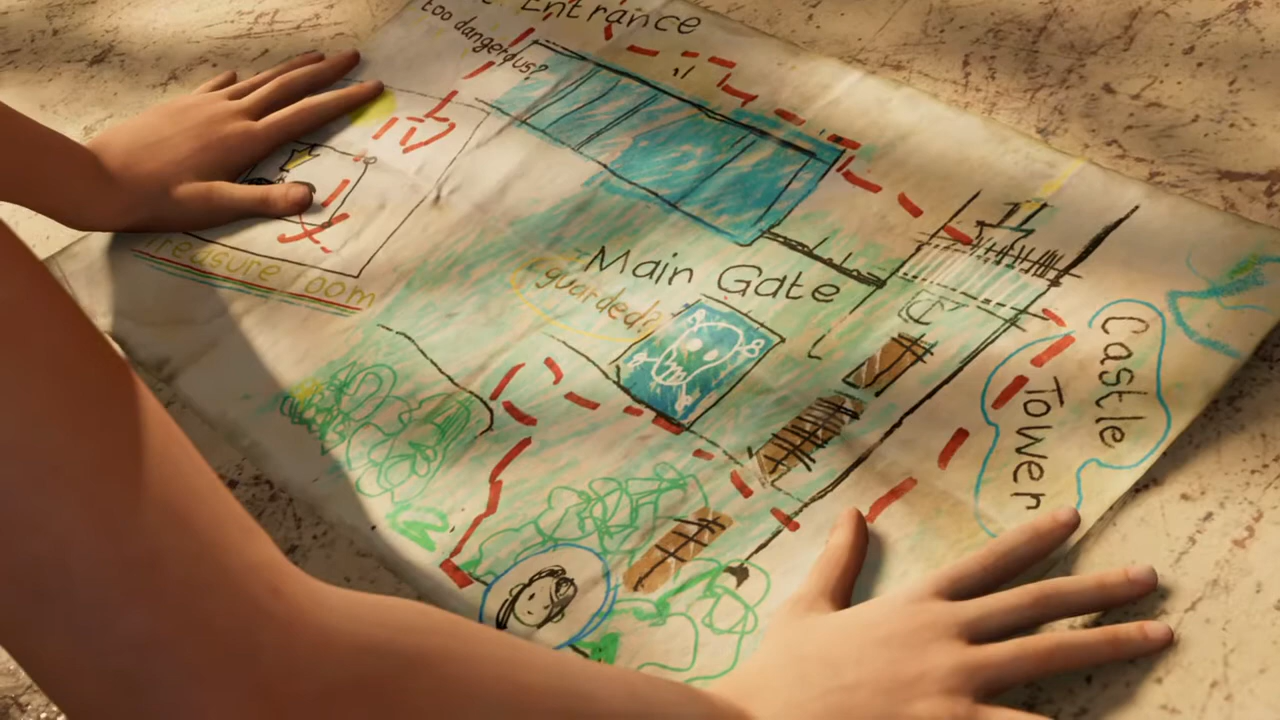 Entrance
too dangerous?
Treasure room
Main Gate
(guarded?)
Castle
Tower